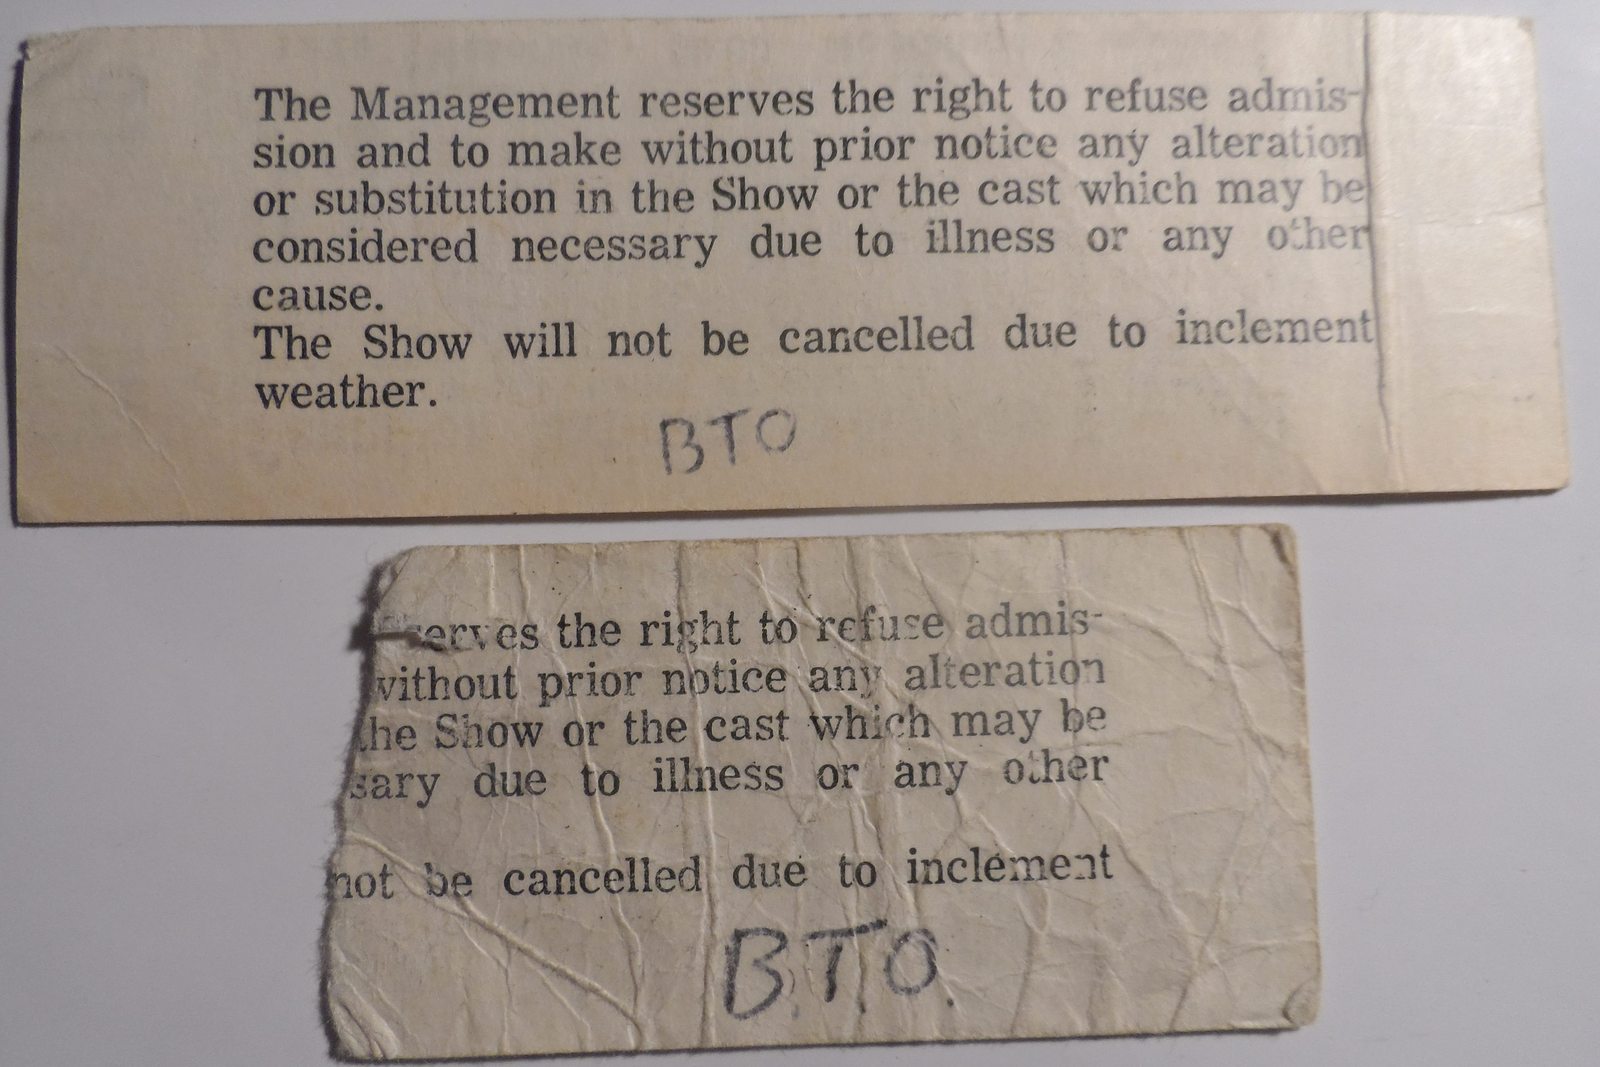 The Management reserves the right to refuse admis-
sion and to make without prior notice any alteration
or substitution in the Show or the cast which may be
considered necessary due to illness or any other
cause.
The Show will not be cancelled due to inclement
weather.
BTO
serves the right to refuse admis-
without prior notice any alteration
the Show or the cast which may be
sary due to illness or any other
not be cancelled due to inclement
B.T.O.